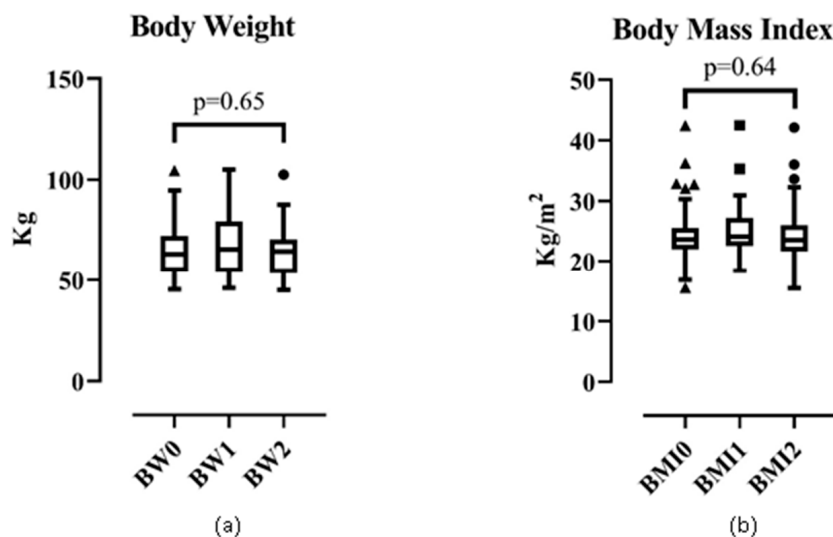 Body Weight
150
100
50
0
Kg
p=0.65
BW0
BW1
BW2
(a)
Body Mass Index
50
40
30
20
10
0
Kg/m²
p=0.64
BMI0
BMI1
BMI2
(b)